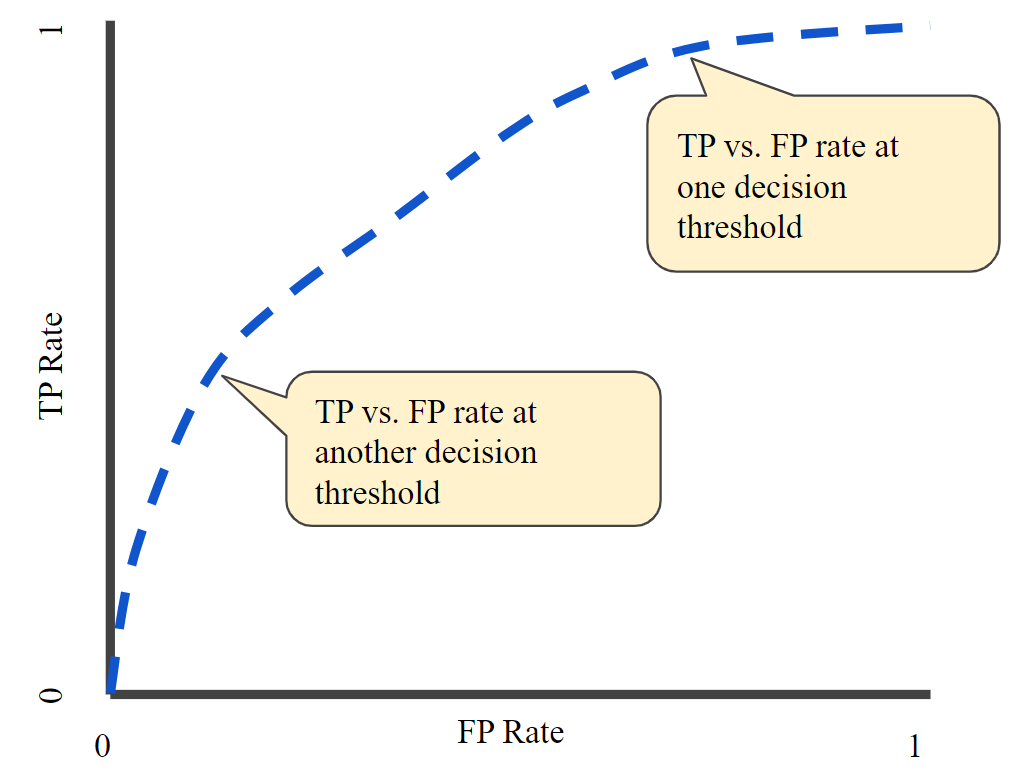 1
TP vs. FP rate at
one decision
threshold
TP Rate
TP vs. FP rate at
another decision
threshold
0
0
FP Rate
1